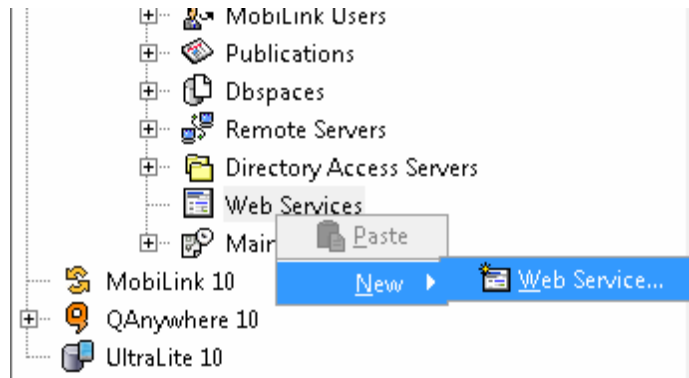 MobiLink Users
Publications
Dbspaces
Remote Servers
Directory Access Servers
Web Services
Paste
Mair
MobiLink 10
New
Web Service...
QAnywhere 10
UltraLite 10